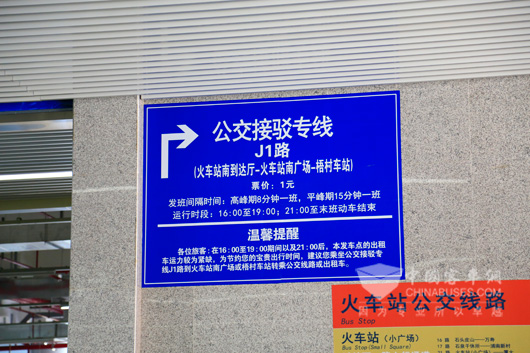 公交接驳专线
J1路
(火车站南到达厅-火车站南广场-梧村车站)
票价：1元
发班间隔时间：高峰期8分钟一班，平峰期15分钟一班
运行时段：16:00至19:00；21:00至末班动车结束
温馨提醒
各位旅客：在16:00至19:00期间以及21:00后，本发车点的出租
车运力较为紧缺，为节约您的宝贵出行时间，建议您乘坐公交接驳专
线J1路到火车站南广场或梧村车站转乘公交线路或出租车。
中国客车网
CHINABUSES.COM
火车站公交线路
Bus Stop
火车站（小广场）
Bus Stop(Small Square)